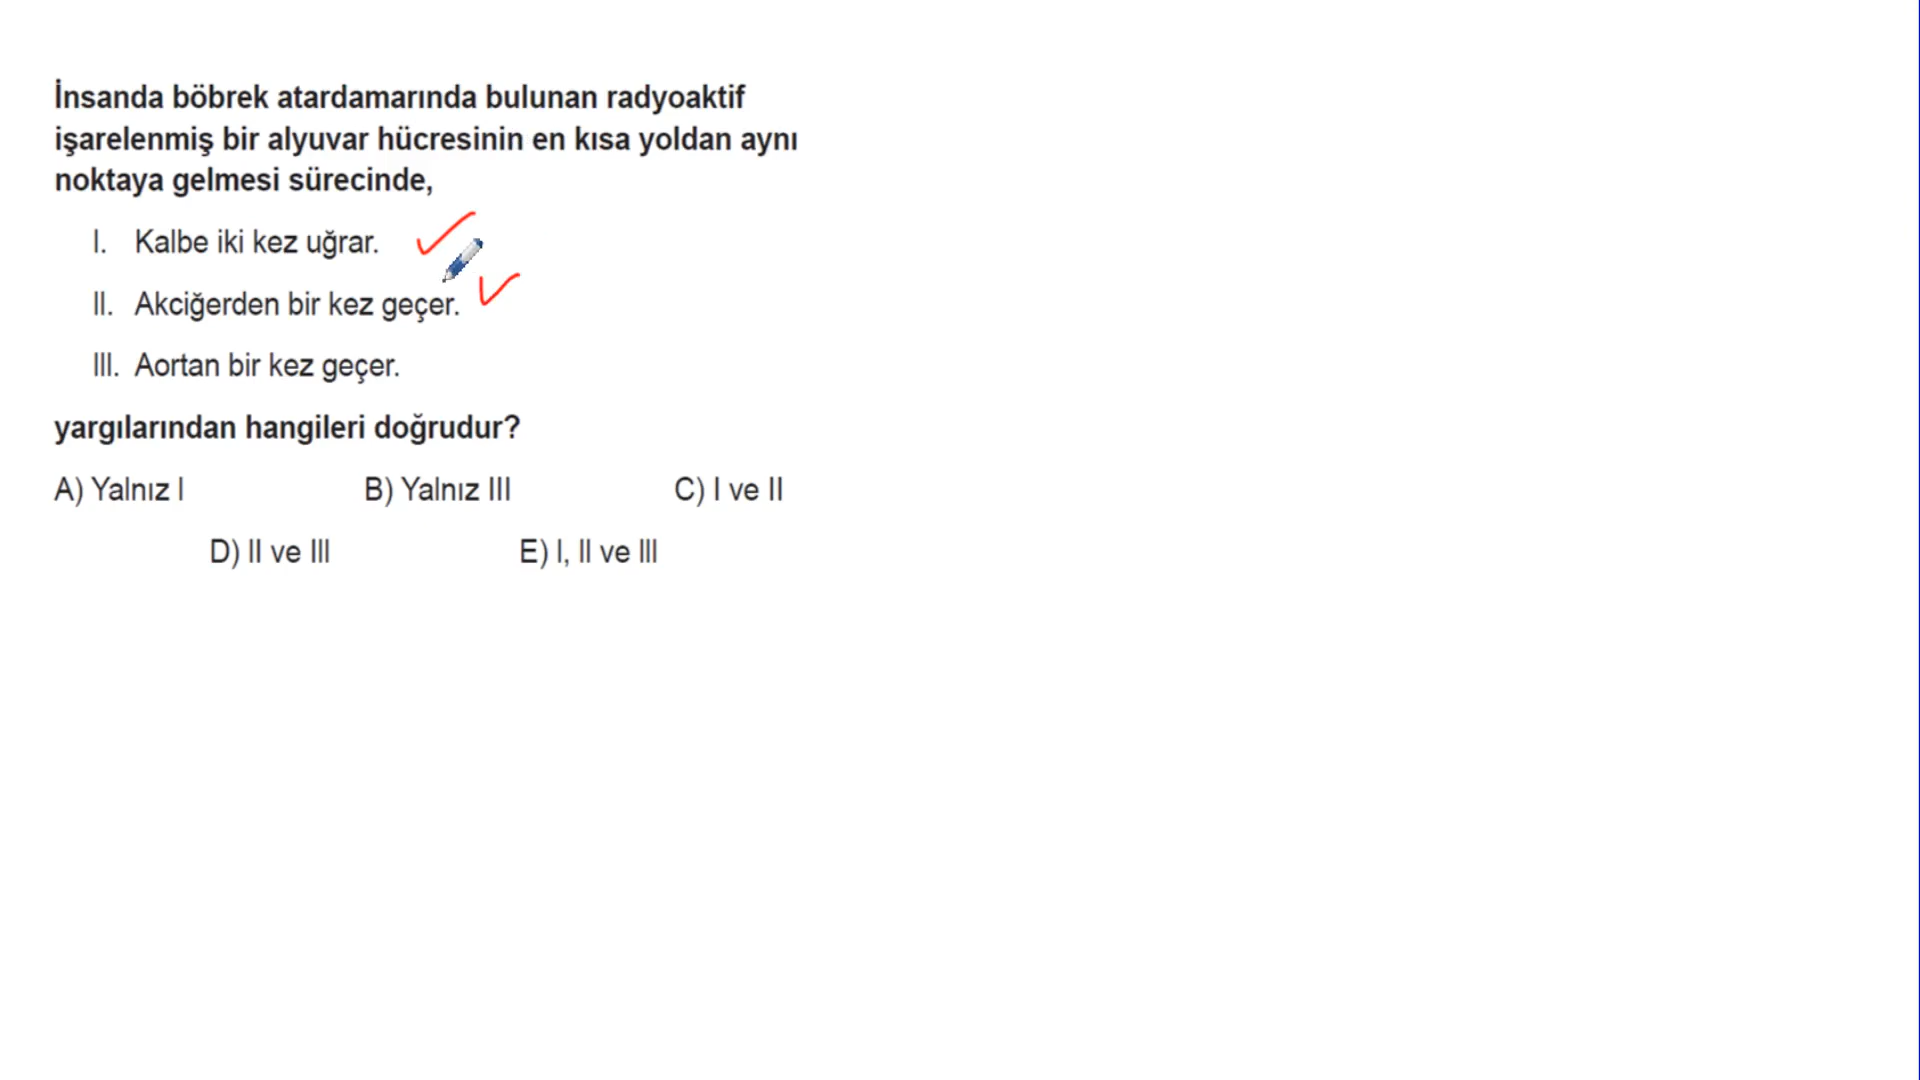 İnsanda böbrek atardamarında bulunan radyoaktif
işarelenmiş bir alyuvar hücresinin en kısa yoldan aynı
noktaya gelmesi sürecinde,
I. Kalbe iki kez uğrar.
II. Akciğerden bir kez geçer.
III. Aortan bir kez geçer.
yargılarından hangileri doğrudur?
A) Yalnız I B) Yalnız III C) I ve II
D) II ve III E) I, II ve III